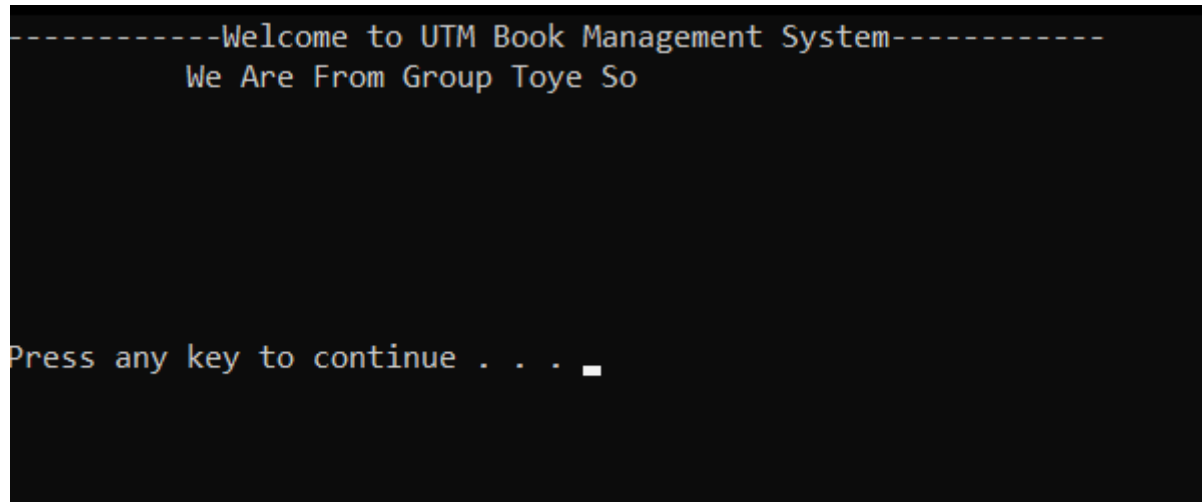 ------------Welcome to UTM Book Management System------------
We Are From Group Toye So
Press any key to continue . . .